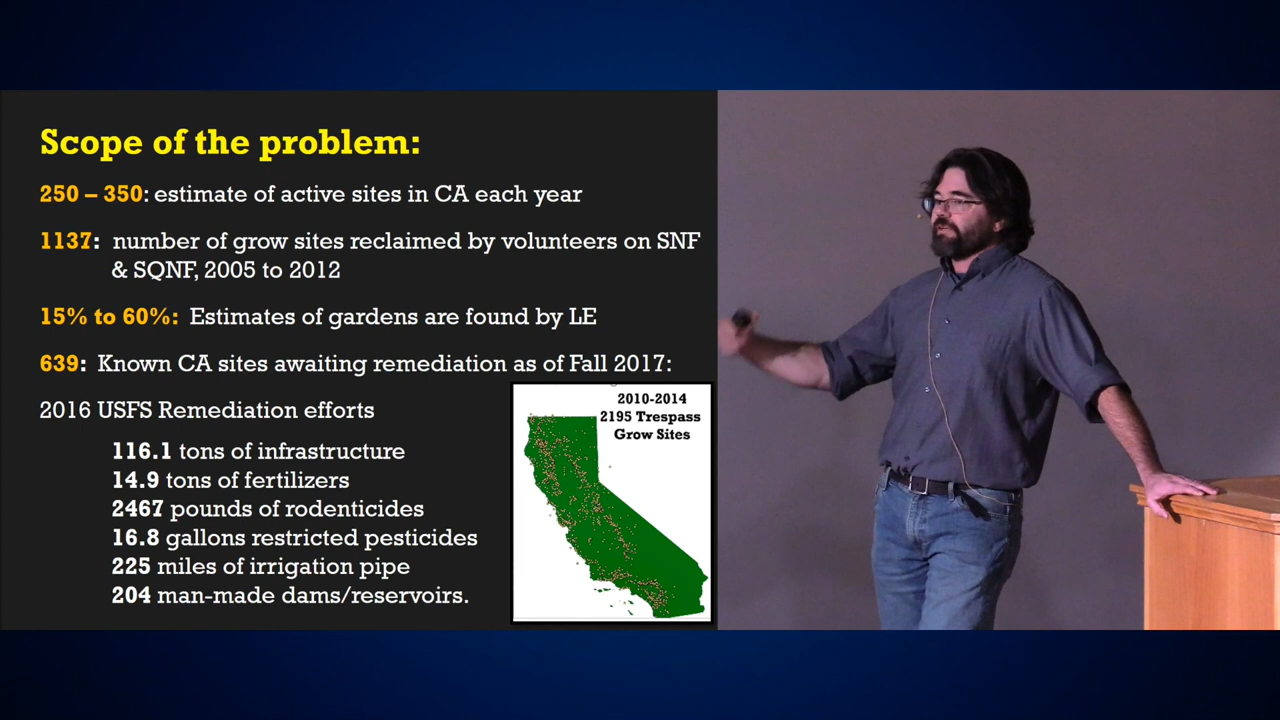 Scope of the problem:
250 – 350: estimate of active sites in CA each year
1137: number of grow sites reclaimed by volunteers on SNF
& SQNF, 2005 to 2012
15% to 60%: Estimates of gardens are found by LE
639: Known CA sites awaiting remediation as of Fall 2017:
2016 USFS Remediation efforts
116.1 tons of infrastructure
14.9 tons of fertilizers
2467 pounds of rodenticides
16.8 gallons restricted pesticides
225 miles of irrigation pipe
204 man-made dams/reservoirs.
2010-2014
2195 Trespass
Grow Sites